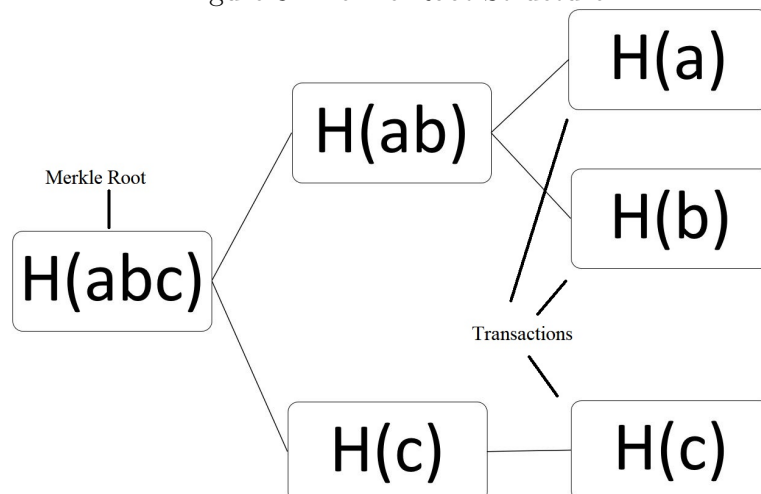 H(a)
H(ab)
Merkle Root
H(b)
H(abc)
Transactions
H(c)
H(c)